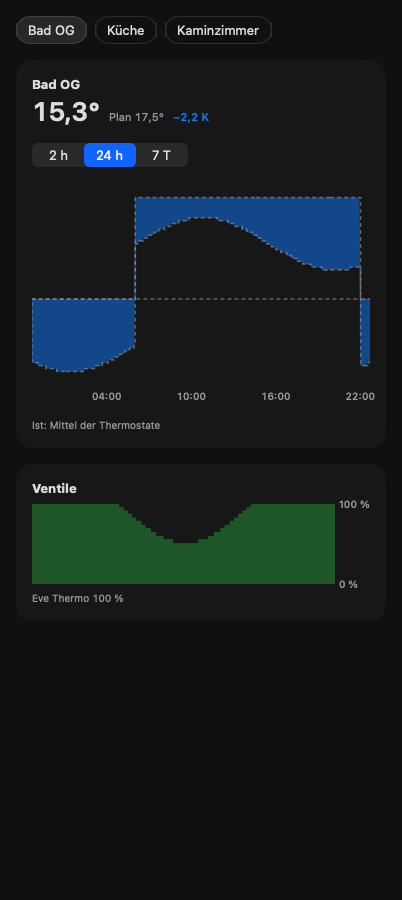 Bad OG Küche Kaminzimmer
Bad OG
15,3° Plan 17,5° −2,2 K
2 h 24 h 7 T
04:00 10:00 16:00 22:00
Ist: Mittel der Thermostate
Ventile
100 %
0 %
Eve Thermo 100 %